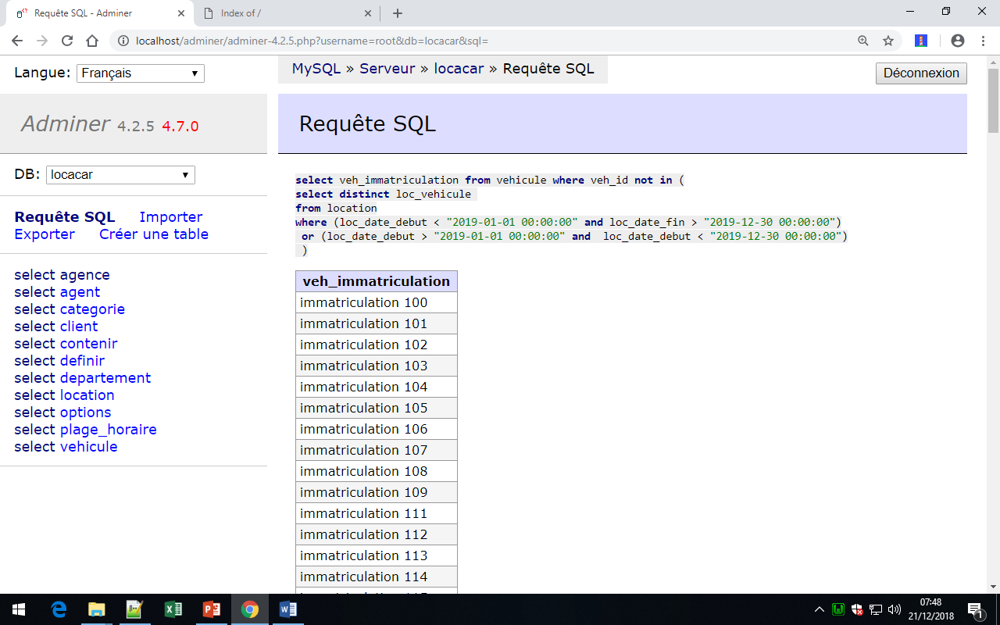 Requête SQL - Adminer
Index of /
localhost/adminer/adminer-4.2.5.php?username=root&db=locacar&sql=
Langue: Français
MySQL » Serveur » locacar » Requête SQL
Déconnexion
Adminer 4.2.5 4.7.0
Requête SQL
DB: locacar
Requête SQL Importer
Exporter Créer une table
select agence
select agent
select categorie
select client
select contenir
select definir
select departement
select location
select options
select plage_horaire
select vehicule
select veh_immatriculation from vehicule where veh_id not in (
select distinct loc_vehicule
from location
where (loc_date_debut < "2019-01-01 00:00:00" and loc_date_fin > "2019-12-30 00:00:00")
or (loc_date_debut > "2019-01-01 00:00:00" and loc_date_debut < "2019-12-30 00:00:00")
)
veh_immatriculation
immatriculation 100
immatriculation 101
immatriculation 102
immatriculation 103
immatriculation 104
immatriculation 105
immatriculation 106
immatriculation 107
immatriculation 108
immatriculation 109
immatriculation 111
immatriculation 112
immatriculation 113
immatriculation 114
07:48
21/12/2018
1